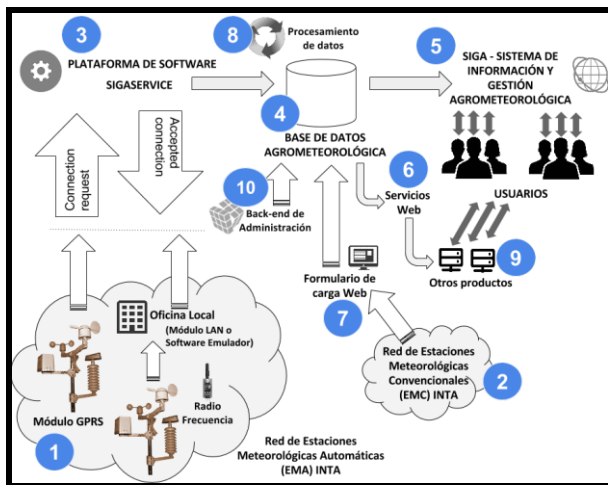 3
PLATAFORMA DE SOFTWARE
SIGASERVICE
8
Procesamiento
de datos
5
SIGA - SISTEMA DE
INFORMACIÓN Y
GESTIÓN
AGROMETEOROLÓGICA
4
BASE DE DATOS
AGROMETEOROLÓGICA
Connection
request
Accepted
connection
10
Back-end de
Administración
6
Servicios
Web
USUARIOS
9
Otros productos
Formulario de
carga Web
7
Oficina Local
(Módulo LAN o
Software Emulador)
Módulo GPRS
1
Radio
Frecuencia
Red de Estaciones
Meteorológicas
Convencionales
(EMC) INTA
2
Red de Estaciones
Meteorológicas Automáticas
(EMA) INTA